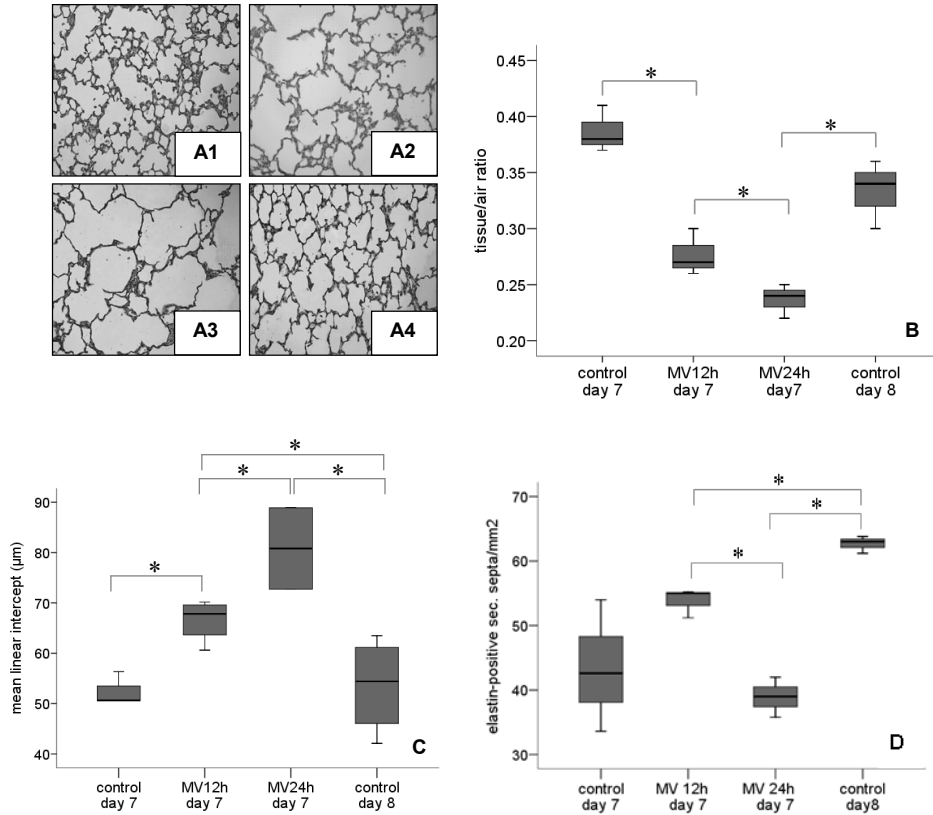 A1
A2
A3
A4
tissue/air ratio
0.45
0.40
0.35
0.30
0.25
0.20
*
*
*
B
control
day 7
MV12h
day 7
MV24h
day7
control
day 8
mean linear intercept (µm)
90
80
70
60
50
40
*
*
*
*
C
control
day 7
MV12h
day 7
MV24h
day 7
control
day 8
elastin-positive sec. septa/mm2
70
60
50
40
30
*
*
*
D
control
day 7
MV 12h
day 7
MV 24h
day 7
control
day8